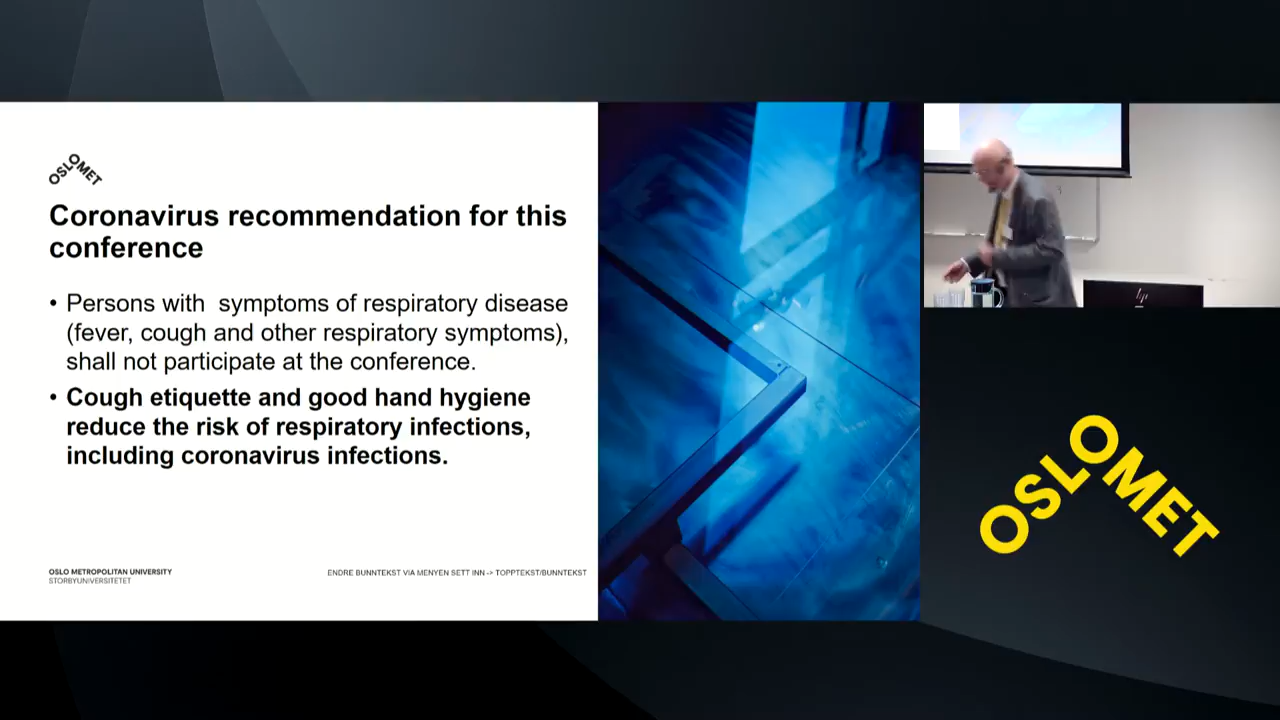 OSLOMET
Coronavirus recommendation for this
conference
• Persons with symptoms of respiratory disease
(fever, cough and other respiratory symptoms),
shall not participate at the conference.
• Cough etiquette and good hand hygiene
reduce the risk of respiratory infections,
including coronavirus infections.
OSLO METROPOLITAN UNIVERSITY
STORBYUNIVERSITETET
ENDRE BUNNTEKST VIA MENYEN SETT INN -> TOPPTEKST/BUNNTEKST
hp
OSLOMET